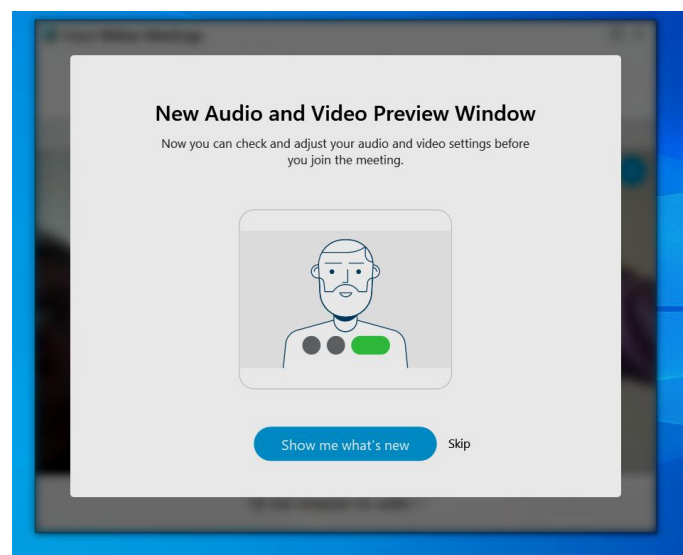 New Audio and Video Preview Window
Now you can check and adjust your audio and video settings before
you join the meeting.
Show me what's new
Skip